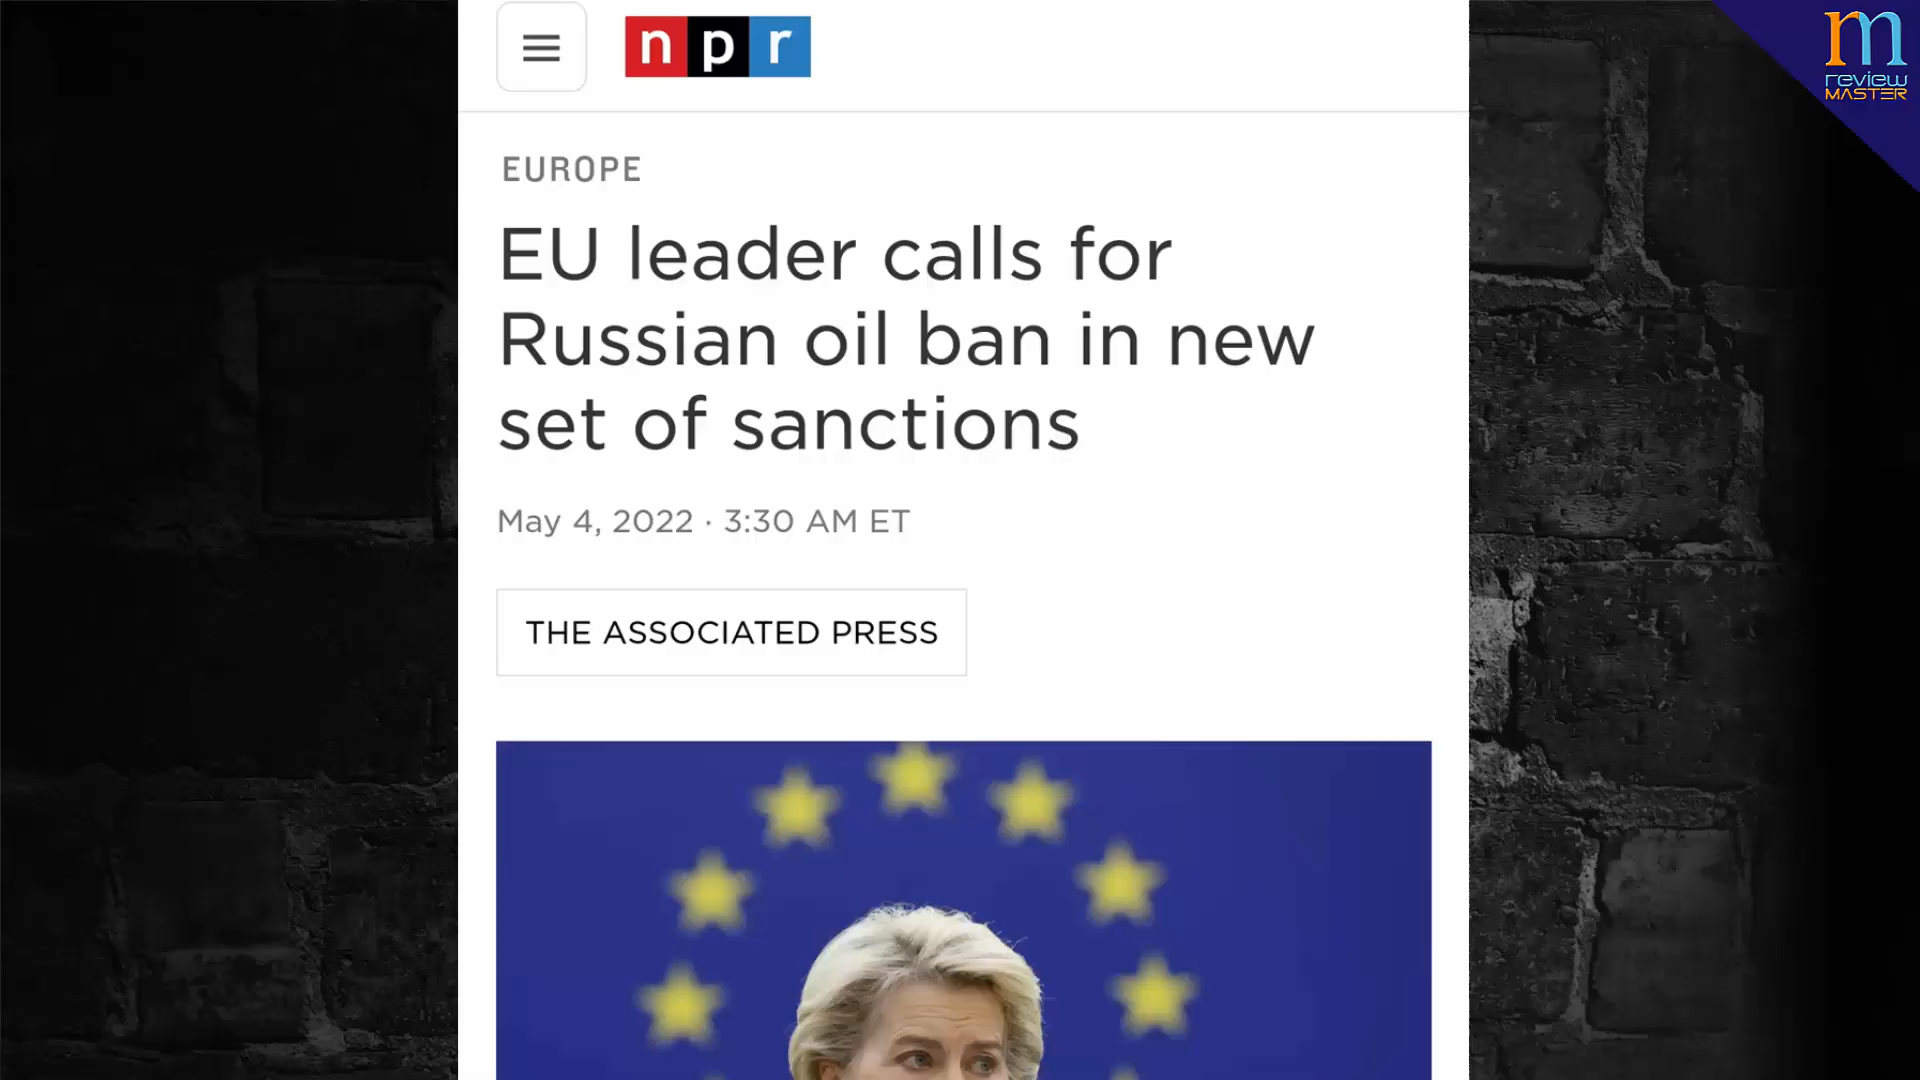 npr
m
review
MASTER
EUROPE
EU leader calls for
Russian oil ban in new
set of sanctions
May 4, 2022 · 3:30 AM ET
THE ASSOCIATED PRESS